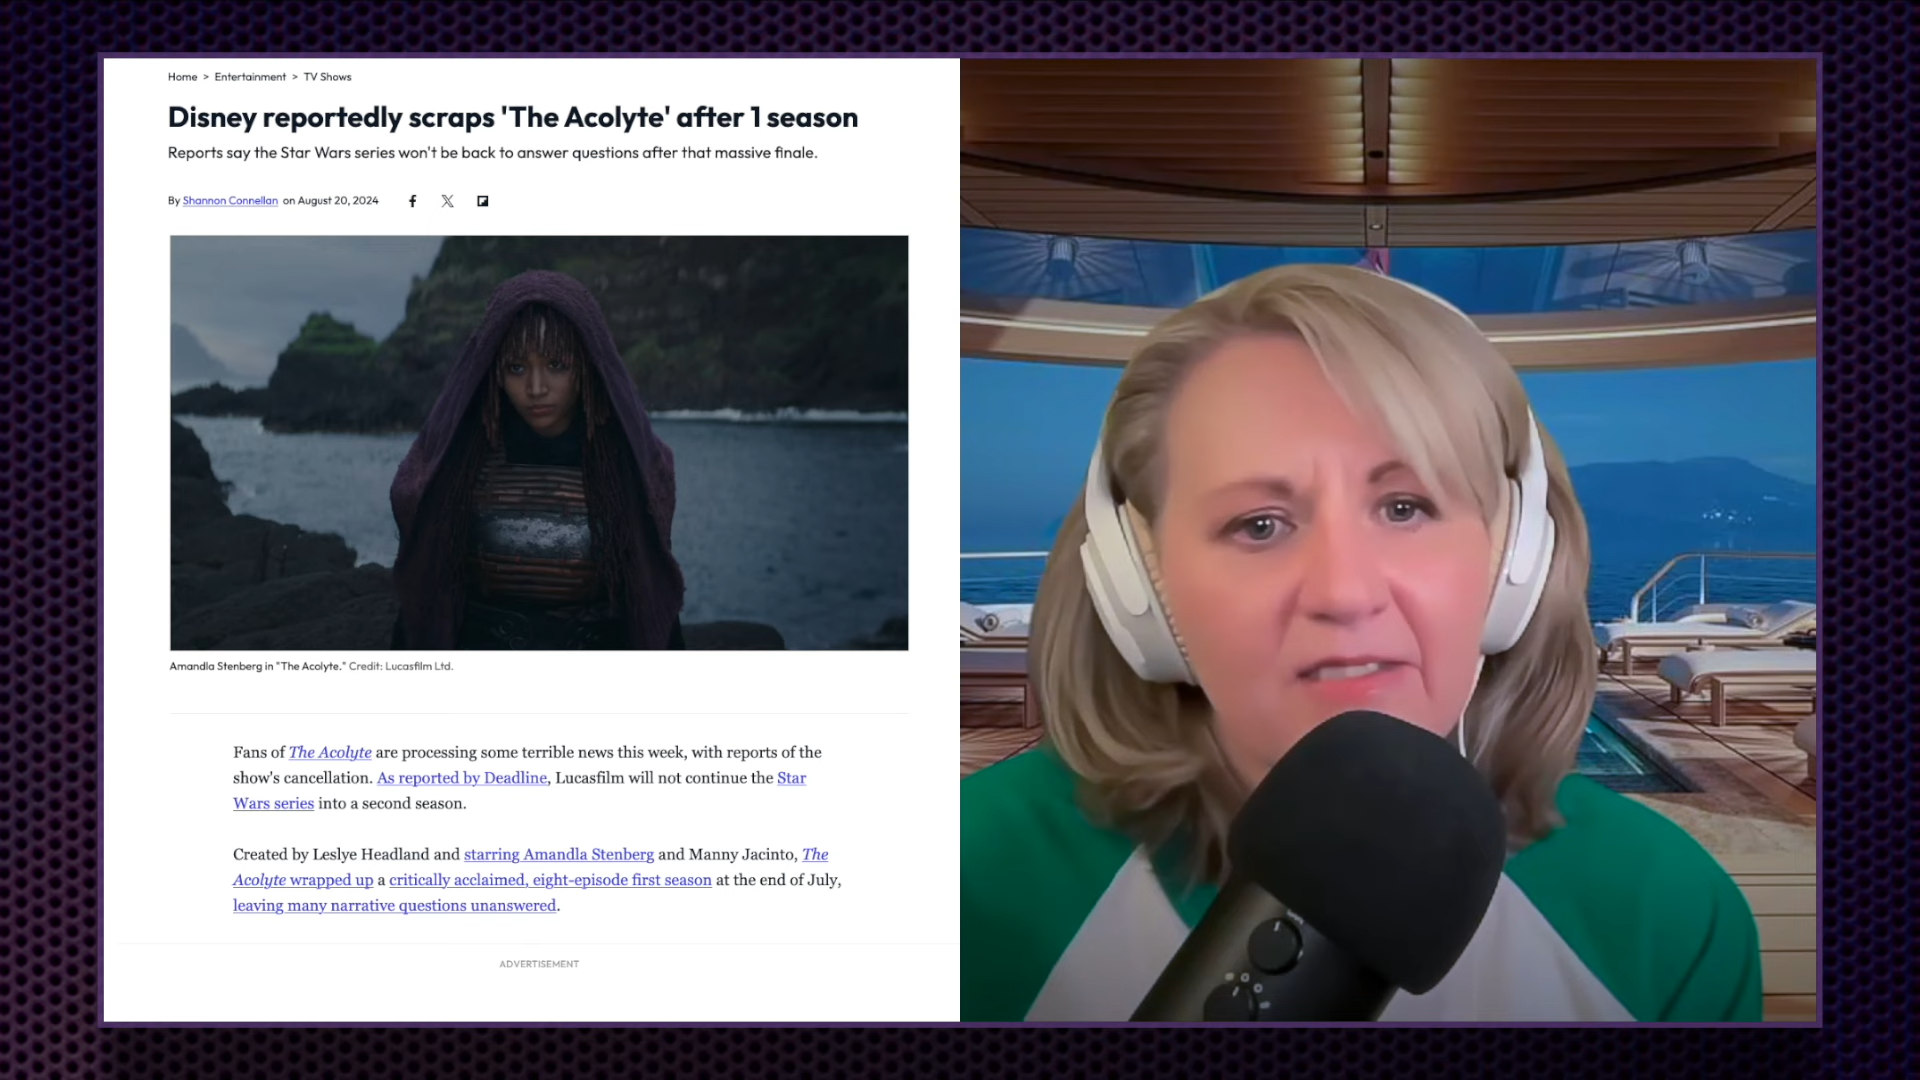 Home > Entertainment > TV Shows
Disney reportedly scraps 'The Acolyte' after 1 season
Reports say the Star Wars series won't be back to answer questions after that massive finale.
By Shannon Connellan on August 20, 2024
Amandla Stenberg in "The Acolyte." Credit: Lucasfilm Ltd.
Fans of The Acolyte are processing some terrible news this week, with reports of the
show's cancellation. As reported by Deadline, Lucasfilm will not continue the Star
Wars series into a second season.
Created by Leslye Headland and starring Amandla Stenberg and Manny Jacinto, The
Acolyte wrapped up a critically acclaimed, eight-episode first season at the end of July,
leaving many narrative questions unanswered.
ADVERTISEMENT